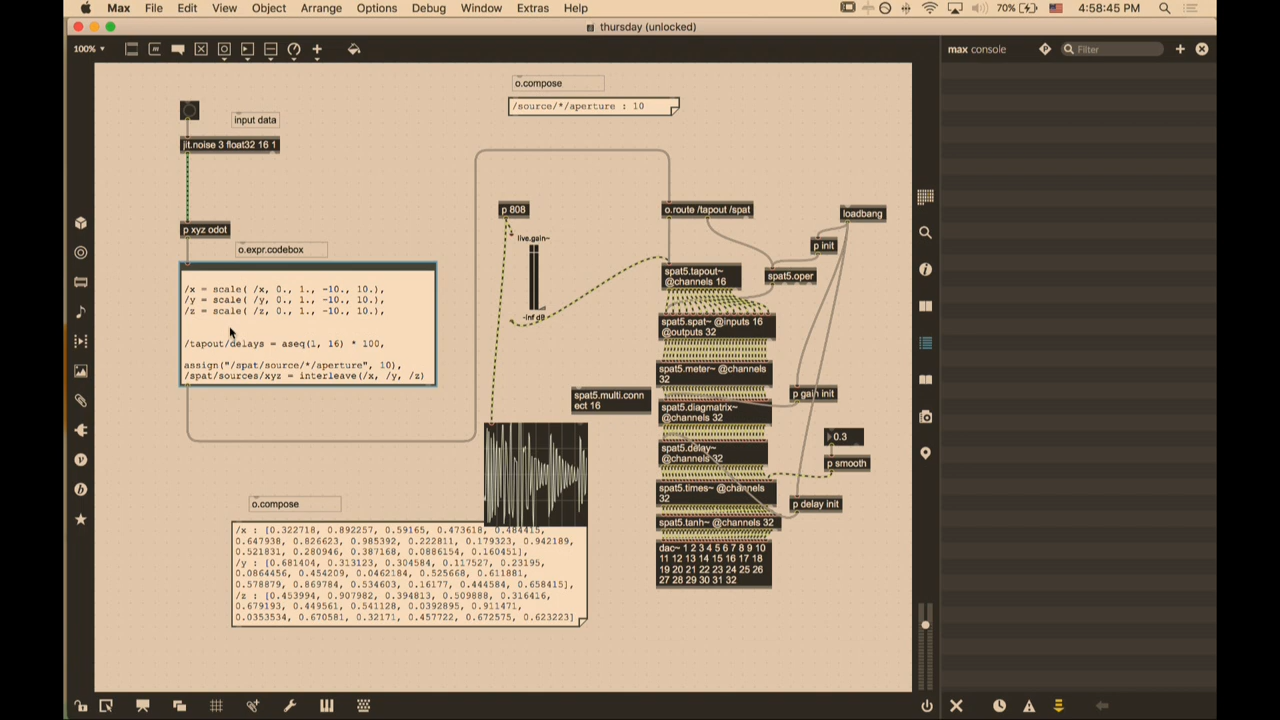 Max File Edit View Object Arrange Options Debug Window Extras Help 70% 4:58:45 PM
thursday (unlocked)
100%
max console
Filter
o.compose
/source/*/aperture : 10
input data
jit.noise 3 float32 16 1
p xyz odot
o.expr.codebox
/x = scale( /x, 0., 1., -10., 10.),
/y = scale( /y, 0., 1., -10., 10.),
/z = scale( /z, 0., 1., -10., 10.),
/tapout/delays = aseq(1, 16) * 100,
assign("/spat/source/*/aperture", 10),
/spat/sources/xyz = interleave(/x, /y, /z)
p 808
live.gain~
-inf dB
o.route /tapout /spat
loadbang
p init
spat5.tapout~
@channels 16
spat5.oper
spat5.spat~ @inputs 16
@outputs 32
spat5.meter~ @channels
32
spat5.multi.conn
ect 16
p gain init
spat5.diagmatrix~
@channels 32
0.3
spat5.delay~
@channels 32
p smooth
spat5.times~ @channels
32
p delay init
spat5.tanh~ @channels 32
dac~ 1 2 3 4 5 6 7 8 9 10
11 12 13 14 15 16 17 18
19 20 21 22 23 24 25 26
27 28 29 30 31 32
o.compose
/x : [0.322718, 0.892257, 0.59165, 0.473618, 0.484415,
0.647938, 0.826623, 0.985392, 0.222811, 0.179323, 0.942189,
0.521831, 0.280946, 0.387168, 0.0886154, 0.160451],
/y : [0.681404, 0.313123, 0.304584, 0.117527, 0.23195,
0.0864456, 0.454209, 0.0462184, 0.525668, 0.611881,
0.578879, 0.869784, 0.534603, 0.16177, 0.444584, 0.658415],
/z : [0.453994, 0.907982, 0.394813, 0.509888, 0.316416,
0.679193, 0.449561, 0.541128, 0.0392895, 0.911471,
0.0353534, 0.670581, 0.32171, 0.457722, 0.672575, 0.623223]